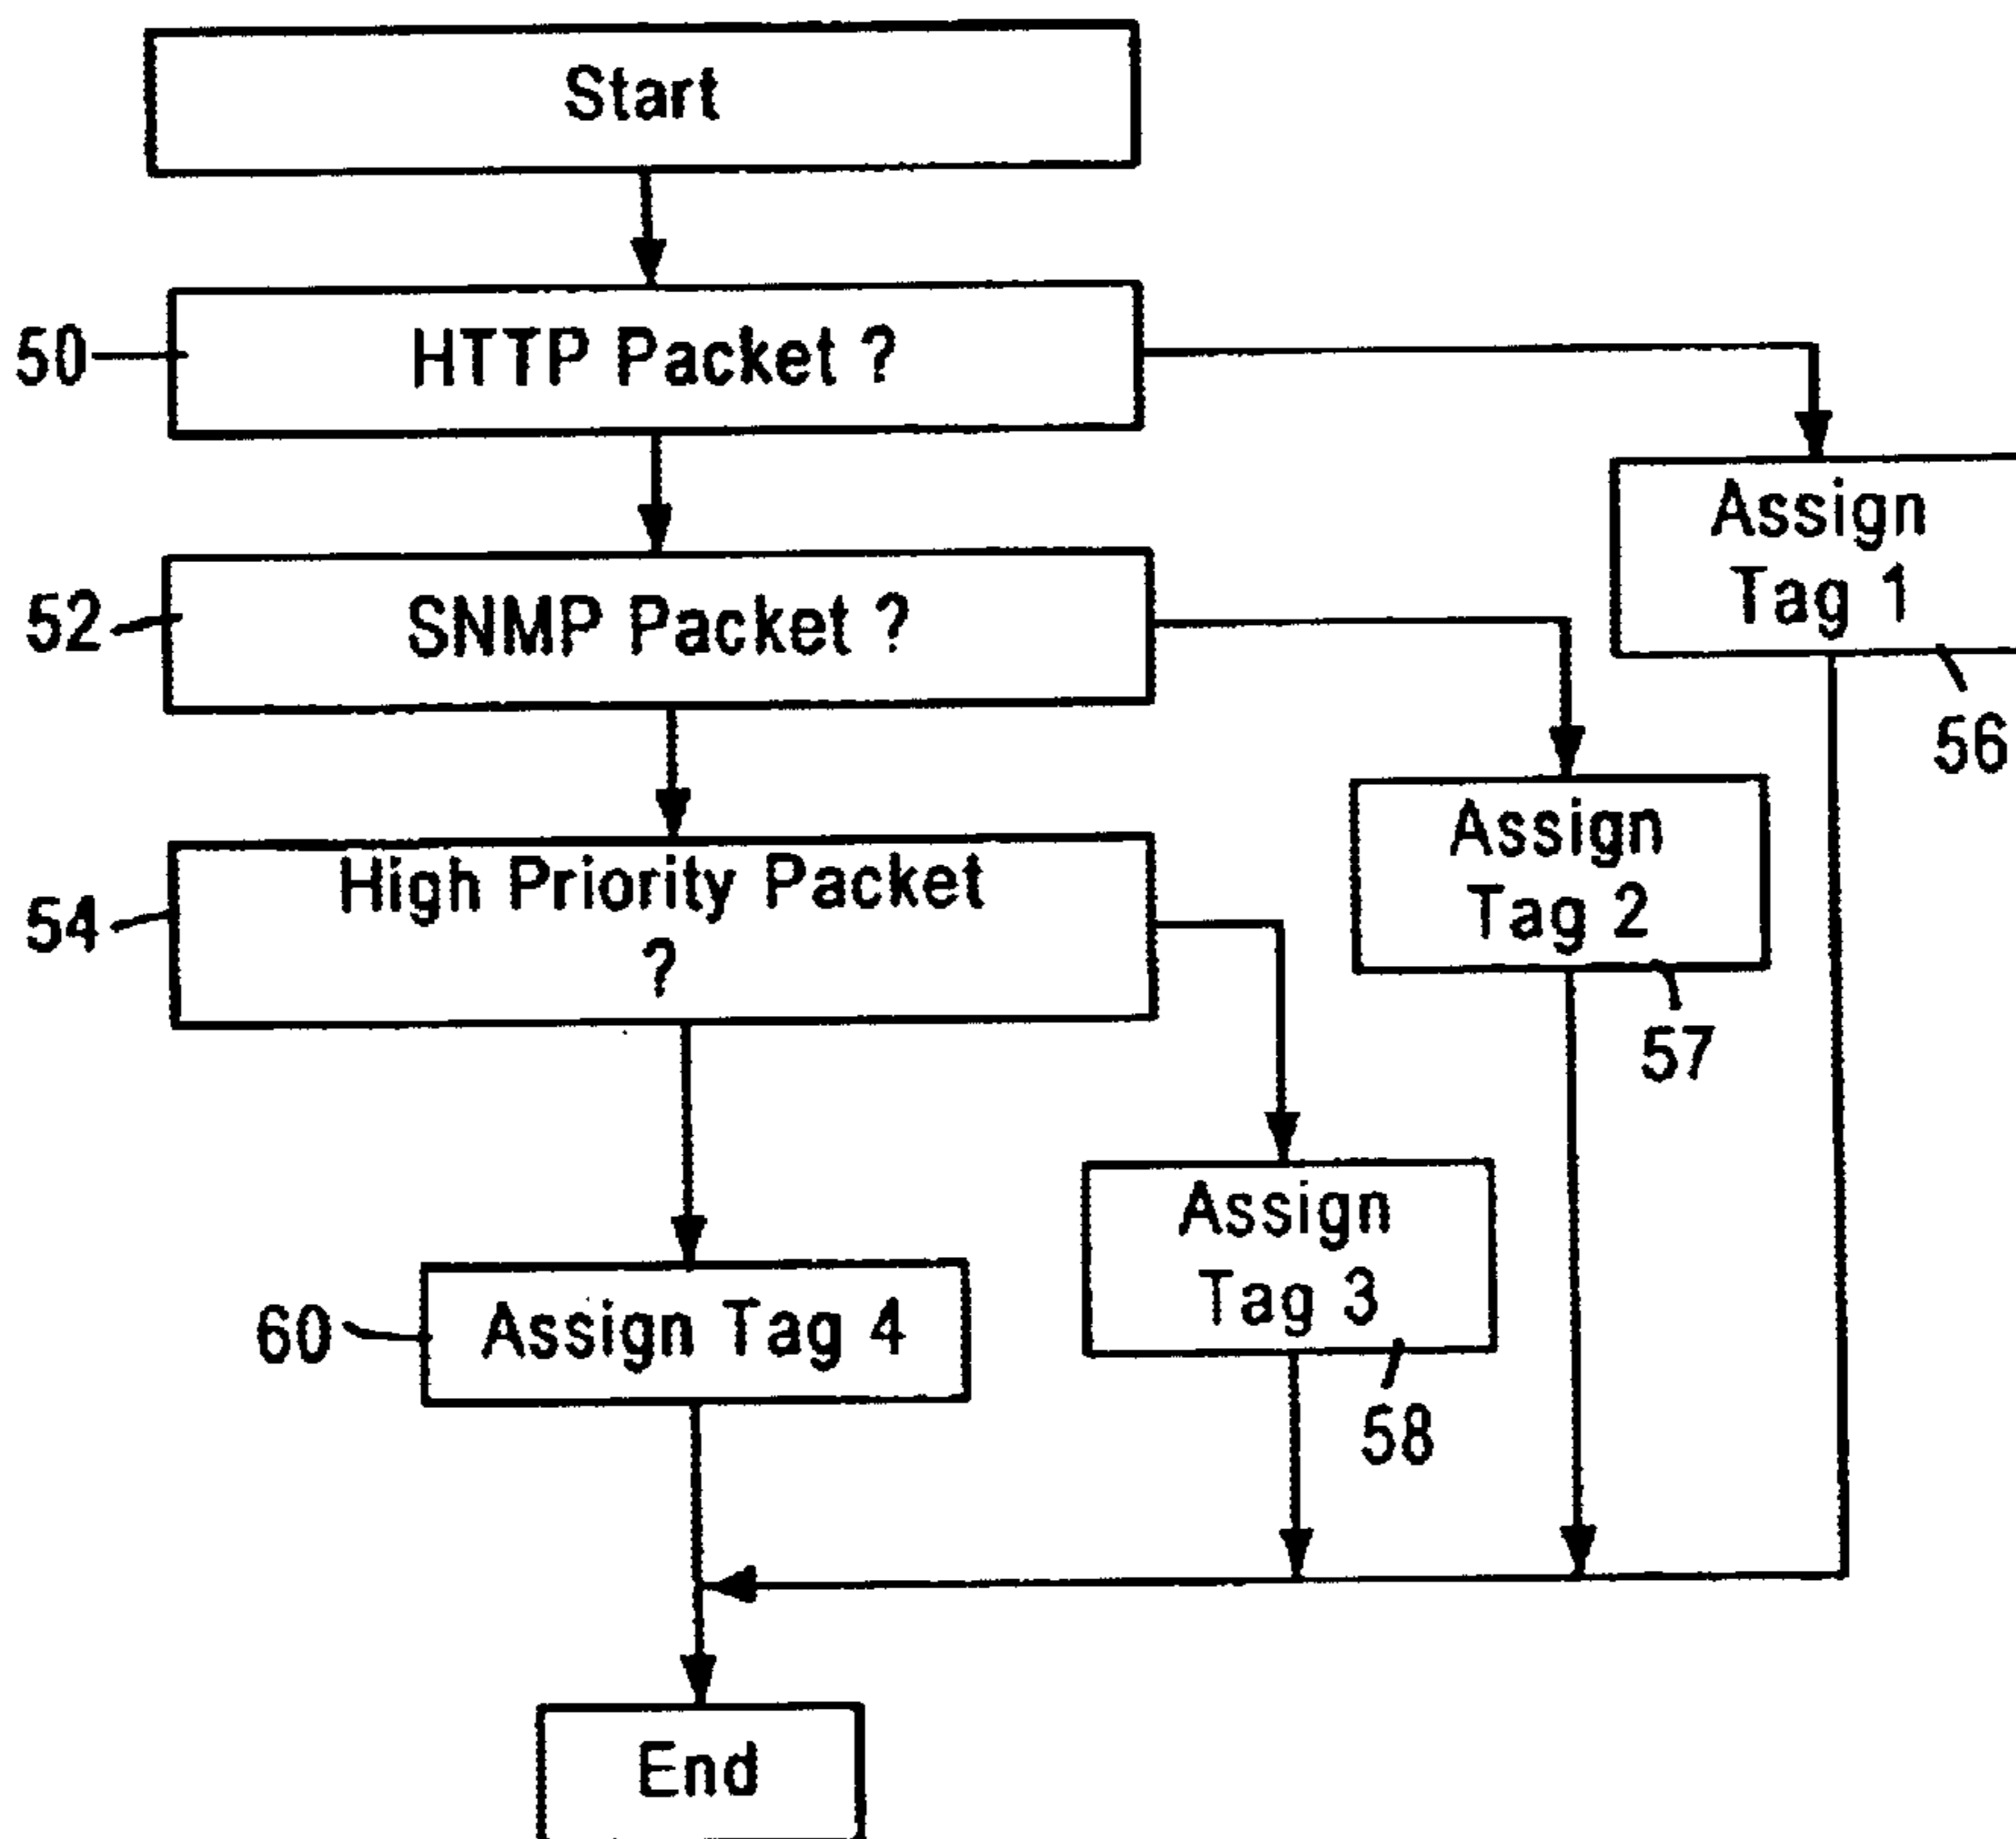 Start
50
HTTP Packet ?
Assign
Tag 1
56
52
SNMP Packet ?
Assign
Tag 2
57
54
High Priority Packet
?
Assign
Tag 3
58
60
Assign Tag 4
End